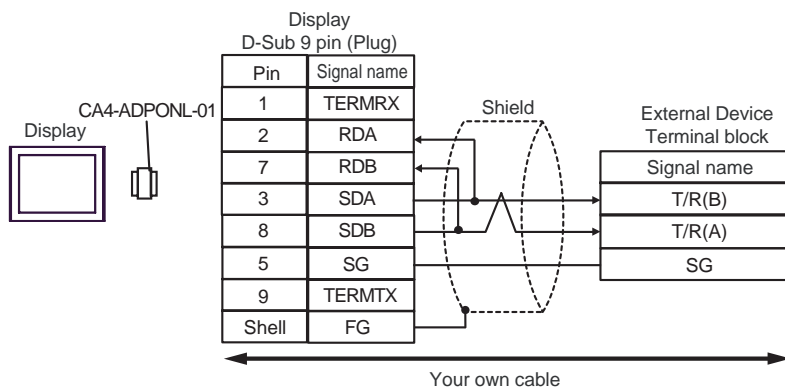 Display
D-Sub 9 pin (Plug)
Pin Signal name
1 TERMRX
2 RDA
7 RDB
3 SDA
8 SDB
5 SG
9 TERMTX
Shell FG
CA4-ADPONL-01
Display
Shield
External Device
Terminal block
Signal name
T/R(B)
T/R(A)
SG
Your own cable